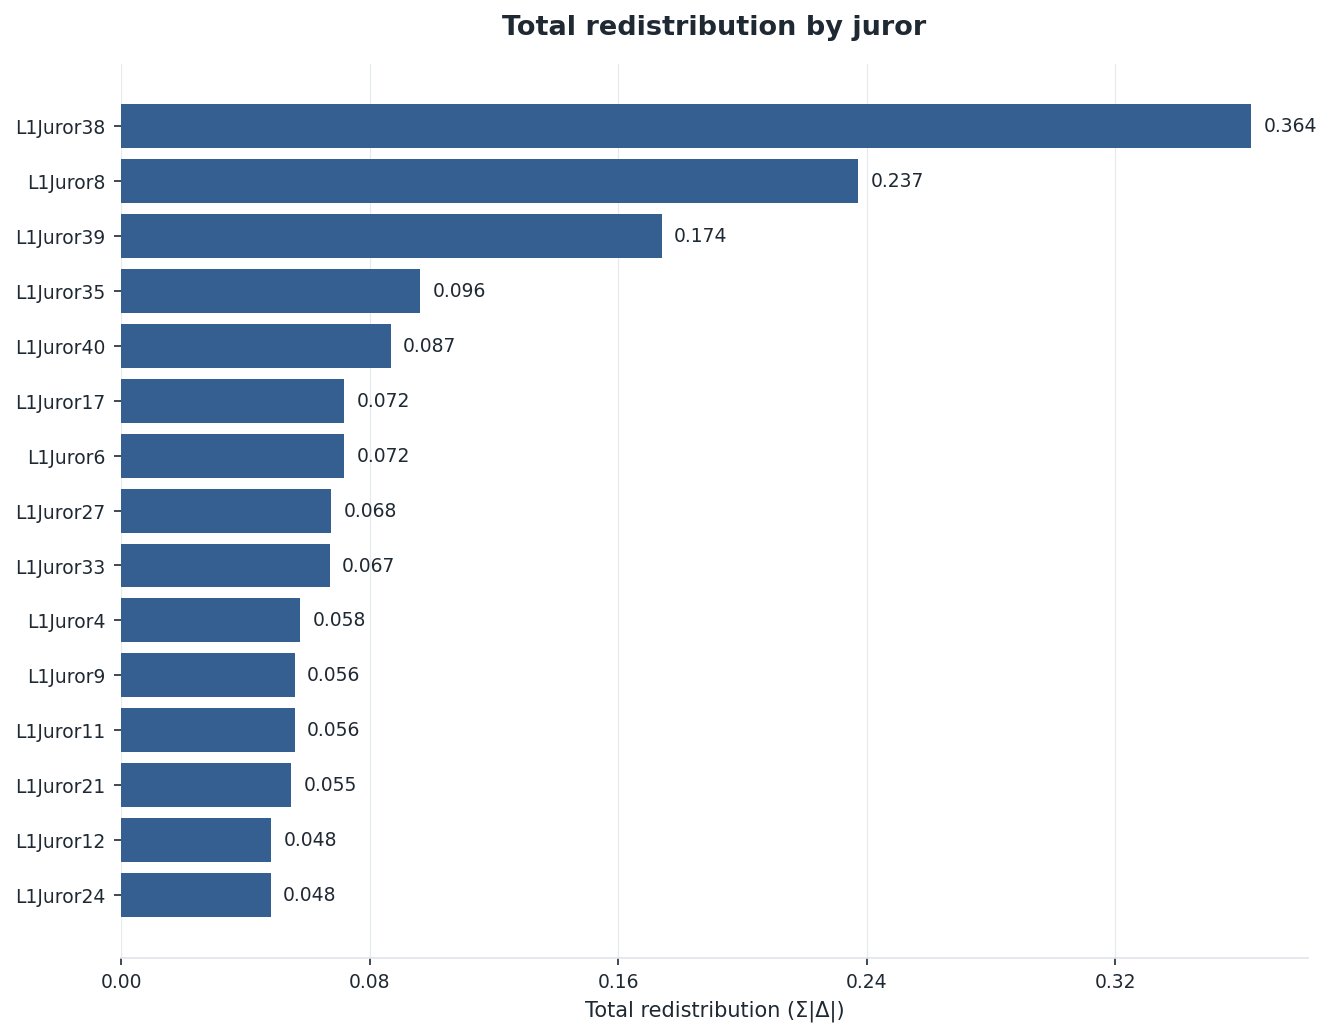 Total redistribution by juror
L1Juror38 0.364
L1Juror8 0.237
L1Juror39 0.174
L1Juror35 0.096
L1Juror40 0.087
L1Juror17 0.072
L1Juror6 0.072
L1Juror27 0.068
L1Juror33 0.067
L1Juror4 0.058
L1Juror9 0.056
L1Juror11 0.056
L1Juror21 0.055
L1Juror12 0.048
L1Juror24 0.048
0.00 0.08 0.16 0.24 0.32
Total redistribution (Σ|Δ|)